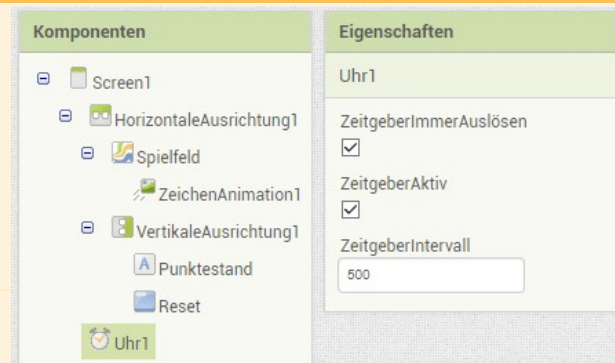 Komponenten
Screen1
HorizontaleAusrichtung1
Spielfeld
ZeichenAnimation1
VertikaleAusrichtung1
A Punktestand
Reset
Uhr1
Eigenschaften
Uhr1
ZeitgeberImmerAuslösen
ZeitgeberAktiv
ZeitgeberIntervall
500